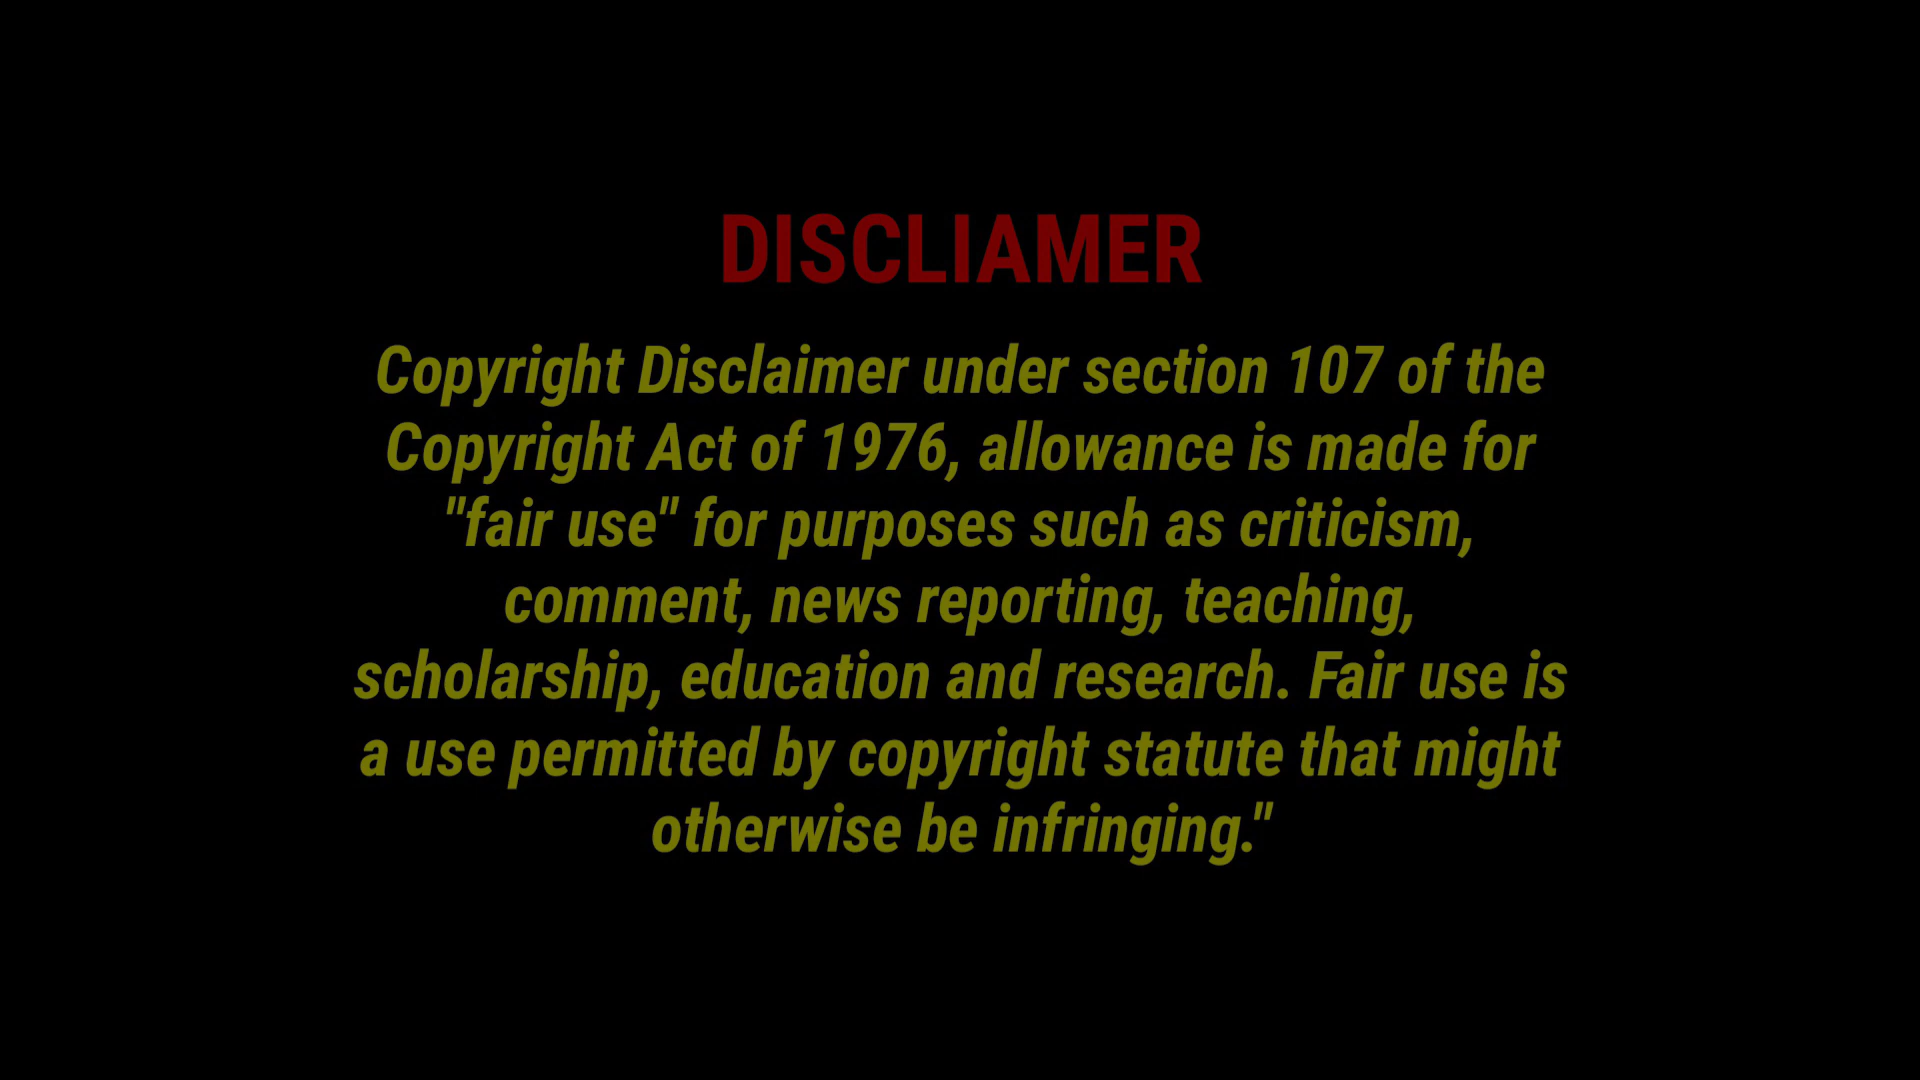 DISCLIAMER
Copyright Disclaimer under section 107 of the
Copyright Act of 1976, allowance is made for
"fair use" for purposes such as criticism,
comment, news reporting, teaching,
scholarship, education and research. Fair use is
a use permitted by copyright statute that might
otherwise be infringing."